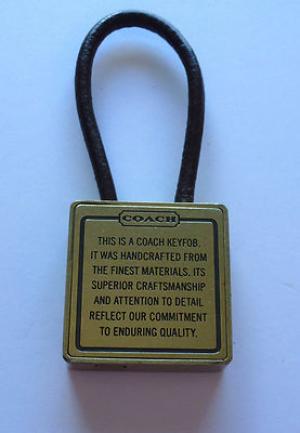 COACH
THIS IS A COACH KEYFOB.
IT WAS HANDCRAFTED FROM
THE FINEST MATERIALS. ITS
SUPERIOR CRAFTSMANSHIP
AND ATTENTION TO DETAIL
REFLECT OUR COMMITMENT
TO ENDURING QUALITY.